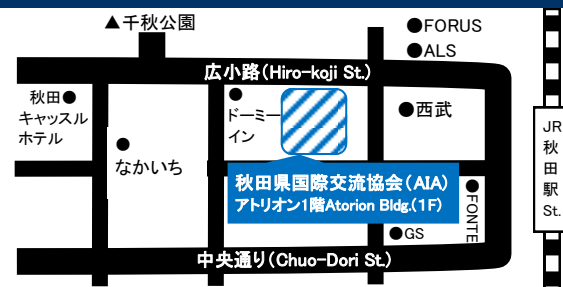 ▲千秋公園
●FORUS
●ALS
広小路(Hiro-koji St.)
秋田●
キャッスル
ホテル
●
なかいち
●
ドーミー
イン
●西武
秋田県国際交流協会(AIA)
アトリオン1階Atorion Bldg.(1F)
●FONTE
●GS
中央通り(Chuo-Dori St.)
JR
秋
田
駅
St.